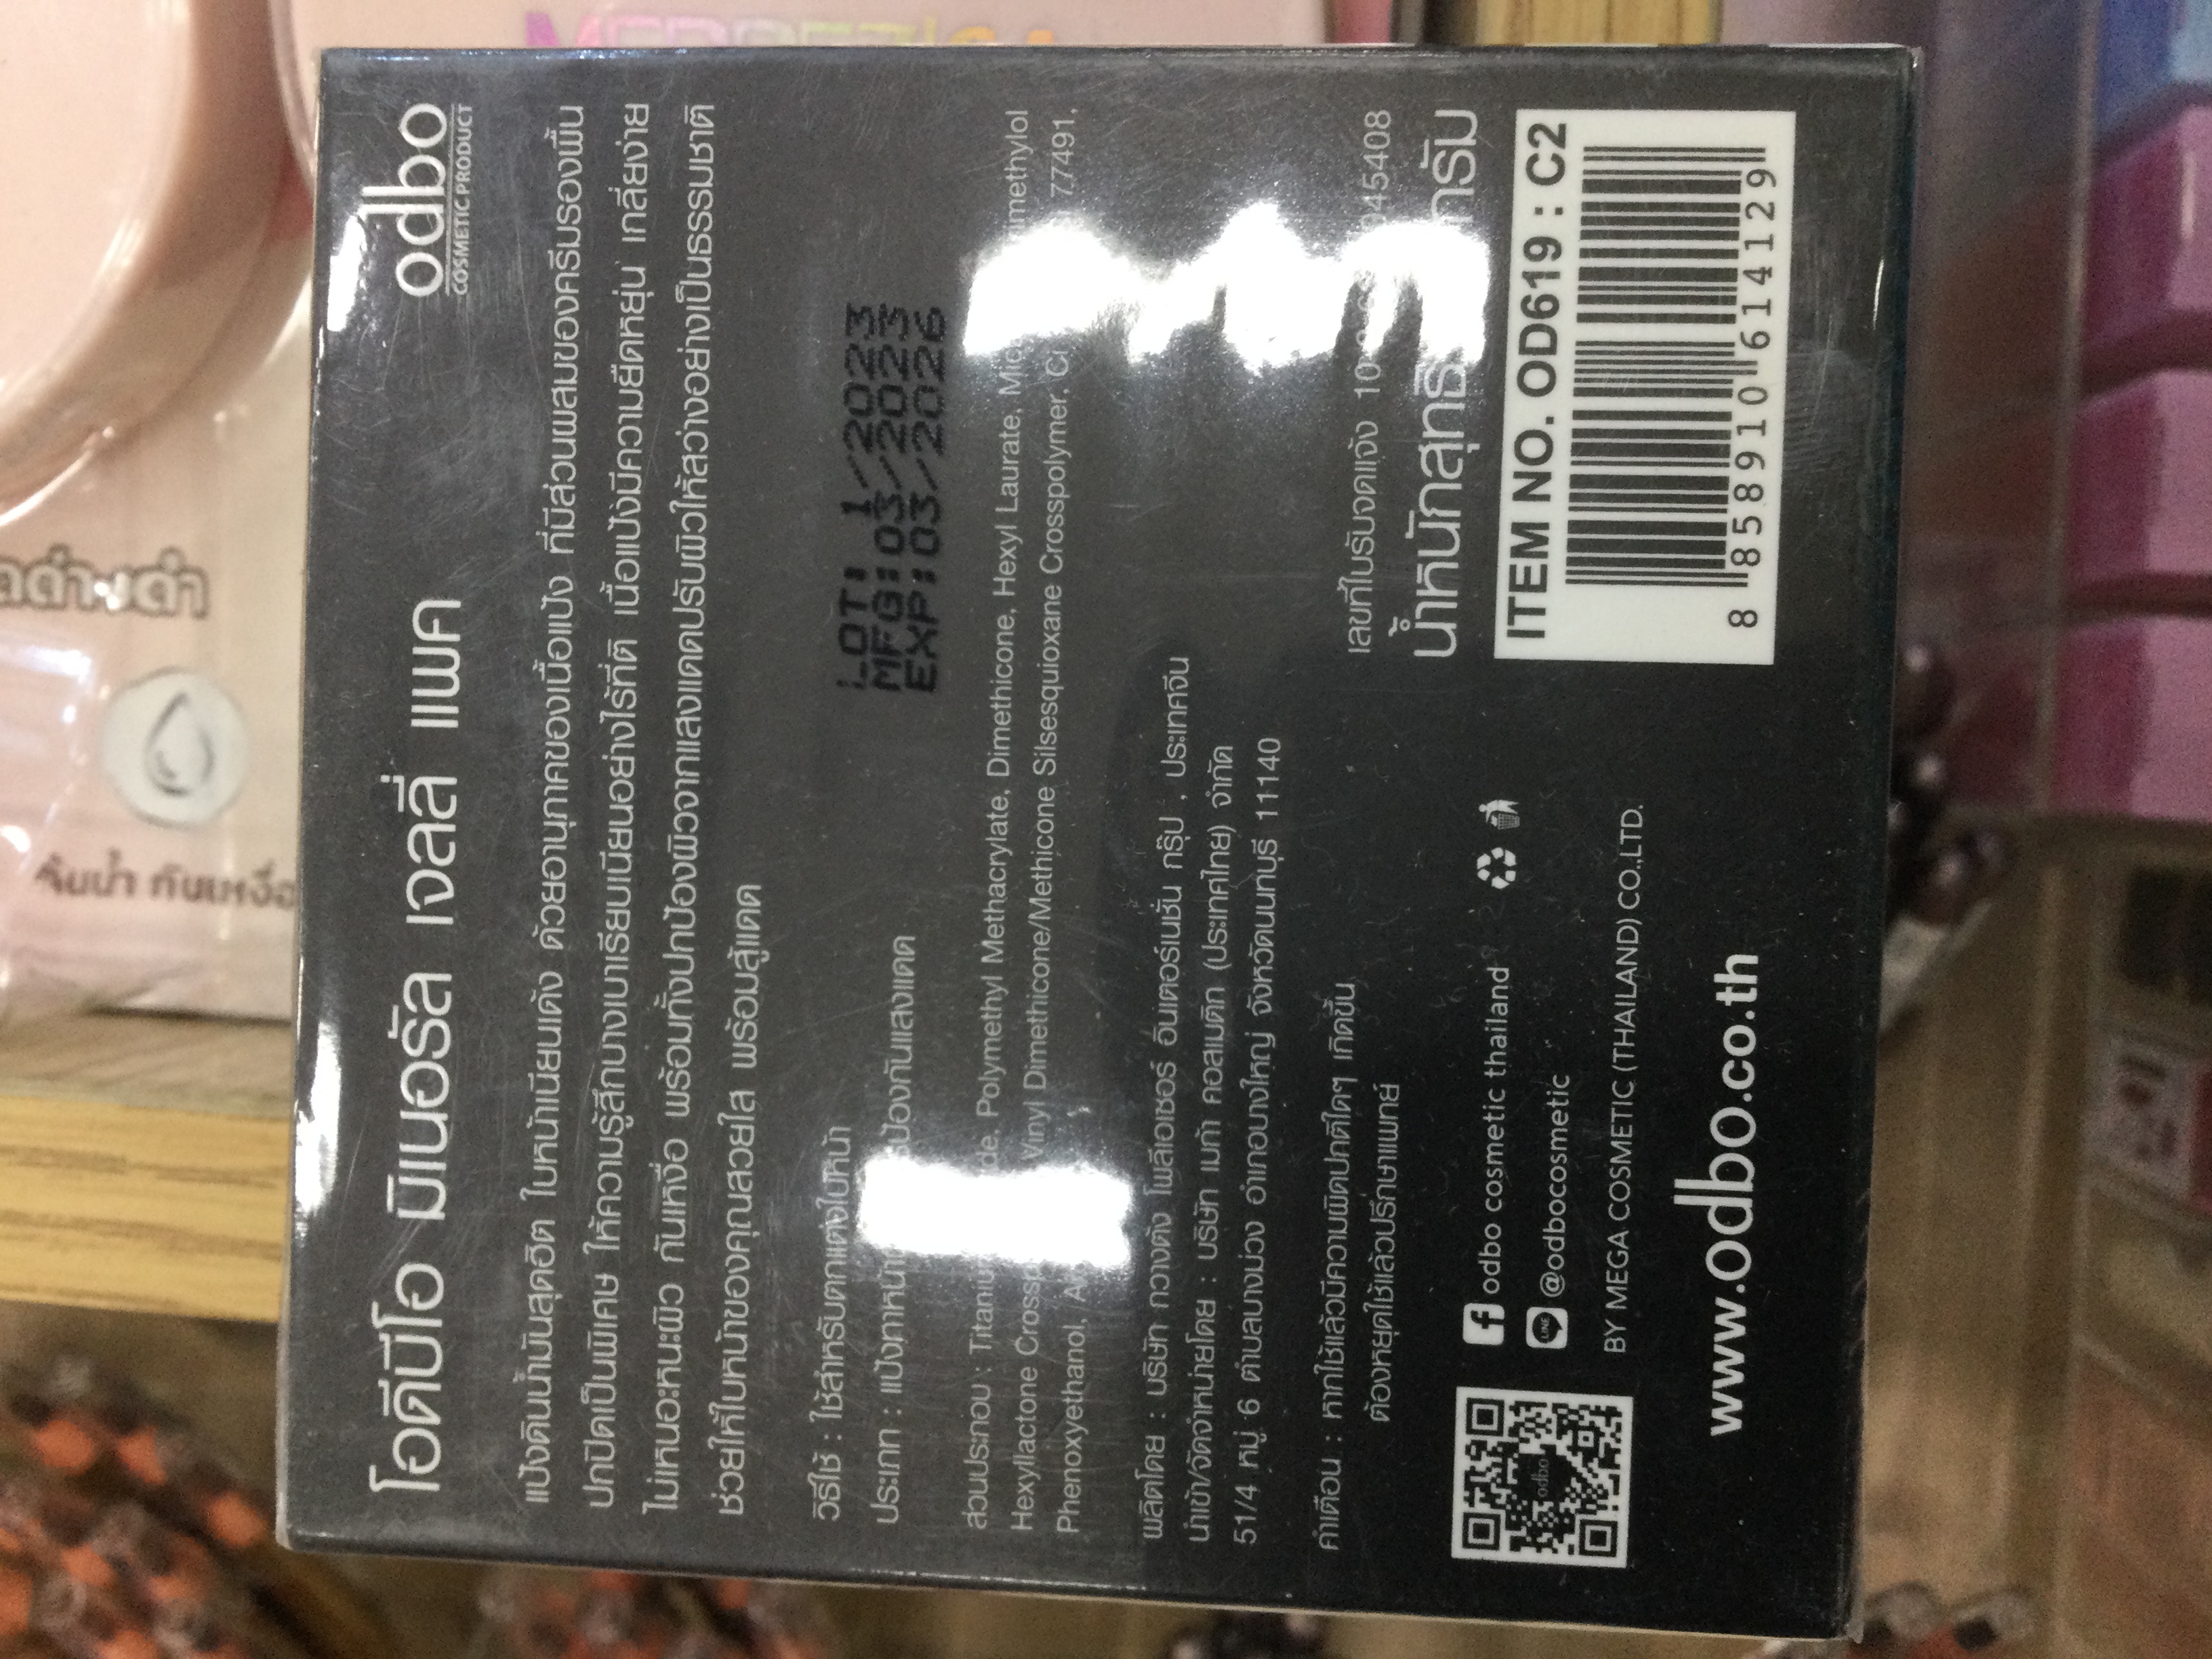 โอดีบีโอ มิเนอรัล เจลลี่ แพค
odbo
COSMETIC PRODUCT
แป้งดินน้ำมันสุดฮิต ใบหน้าเนียนเด้ง ด้วยอานุภาคของเนื้อแป้ง ที่มีส่วนผสมของครีมรองพื้น
ปกปิดเป็นพิเศษ ให้ความรู้สึกบางเบาเรียบเนียนอย่างไร้ที่ติ เนื้อแป้งมีความยืดหยุ่น เกลี่ยง่าย
ไม่เหนอะหนะผิว กันเหงื่อ พร้อมทั้งปกป้องผิวจากแสงแดดปรับผิวให้สว่างอย่างเป็นธรรมชาติ
ช่วยให้ใบหน้าของคุณสวยใส พร้อมสู้แดด
วิธีใช้ : ใช้สำหรับตกแต่งใบหน้า
ประเภท : แป้งทาหน้า ป้องกันแสงแดด
LOT: 1/2023
MFG:03/2023
EXP:03/2026
ส่วนประกอบ : Polymethyl Methacrylate, Dimethicone, Hexyl Laurate,
Hexyllactone Vinyl Dimethicone/Methicone Silsesquioxane Crosspolymer, CI 77491,
Phenoxyethanol,
ผลิตโดย : บริษัท กวางตัง โพลีเอเซอร์ อินเตอร์เนชั่น กรุ๊ป , ประเทศจีน
นำเข้า/จัดจำหน่ายโดย : บริษัท เมก้า คอสเมติก (ประเทศไทย) จำกัด
51/4 หมู่ 6 ตำบลบางม่วง อำเภอบางใหญ่ จังหวัดนนทบุรี 11140
คำเตือน : หากใช้แล้วมีความผิดปกติใดๆ เกิดขึ้น
ต้องหยุดใช้แล้วปรึกษาแพทย์
เลขที่ใบรับจดแจ้ง
น้ำหนักสุทธิ กรัม
ITEM NO. OD619 : C2
8 858910 614129
odbo
odbo cosmetic thailand
LINE
@odbocosmetic
BY MEGA COSMETIC (THAILAND) CO.,LTD.
www.odbo.co.th
กันน้ำ กันเหงื่อ